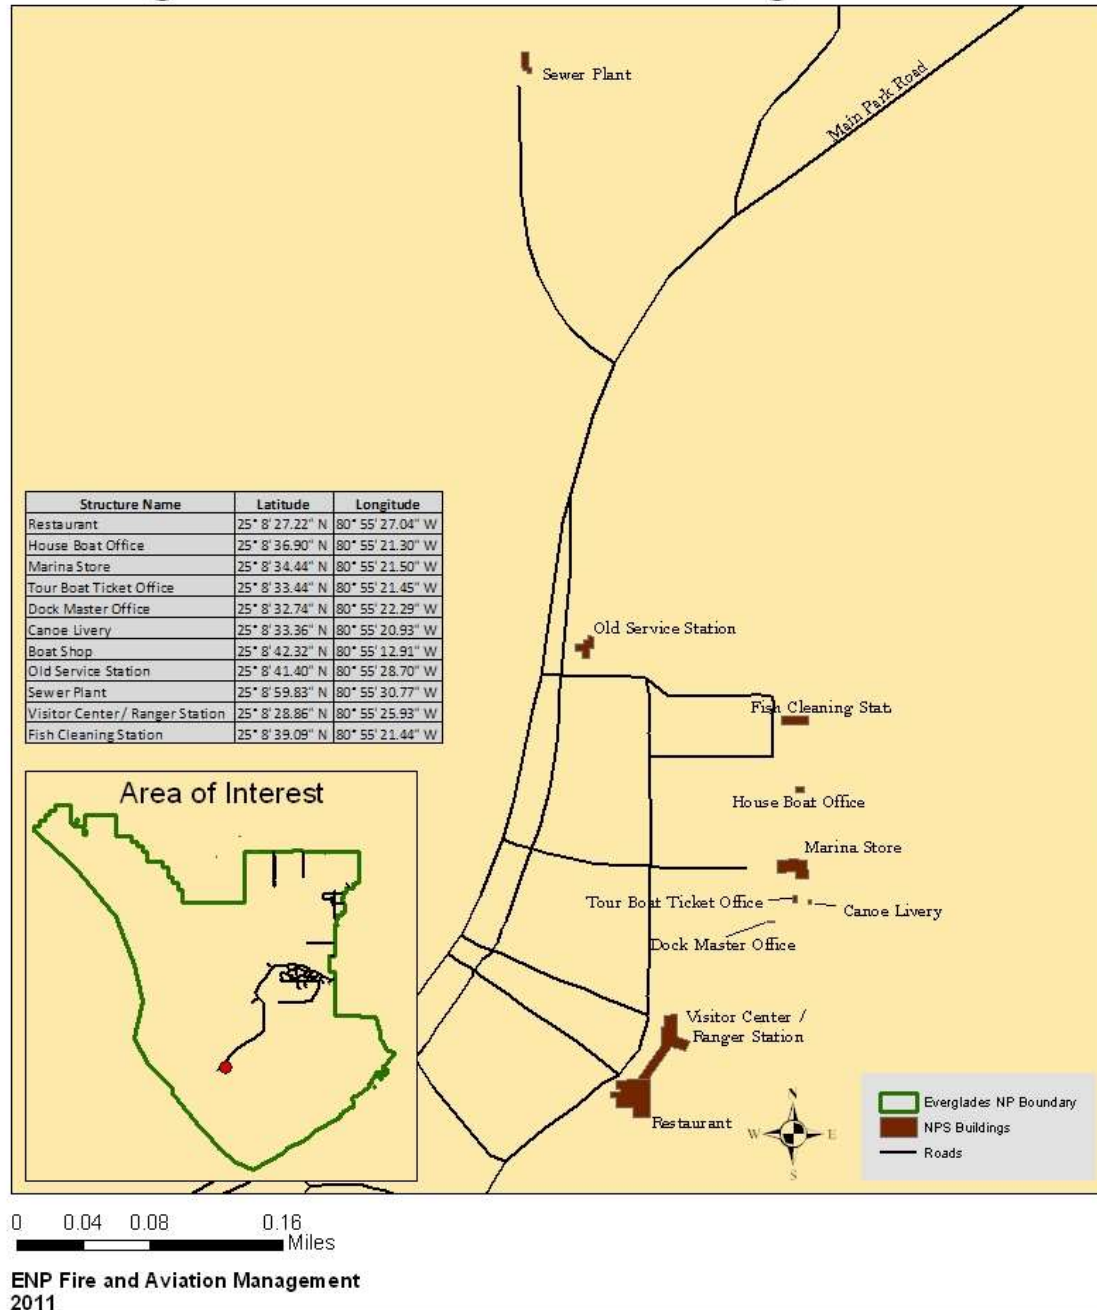 Sewer Plant
Main Park Road
Structure Name Latitude Longitude
Restaurant 25° 8' 27.22" N 80° 55' 27.04" W
House Boat Office 25° 8' 36.90" N 80° 55' 21.30" W
Marina Store 25° 8' 34.44" N 80° 55' 21.50" W
Tour Boat Ticket Office 25° 8' 33.44" N 80° 55' 21.45" W
Dock Master Office 25° 8' 32.74" N 80° 55' 22.29" W
Canoe Livery 25° 8' 33.36" N 80° 55' 20.93" W
Boat Shop 25° 8' 42.32" N 80° 55' 12.91" W
Old Service Station 25° 8' 41.40" N 80° 55' 28.70" W
Sewer Plant 25° 8' 59.83" N 80° 55' 30.77" W
Visitor Center / Ranger Station 25° 8' 28.86" N 80° 55' 25.93" W
Fish Cleaning Station 25° 8' 39.09" N 80° 55' 21.44" W
Old Service Station
Fish Cleaning Stati
House Boat Office
Marina Store
Tour Boat Ticket Office
Canoe Livery
Dock Master Office
Visitor Center /
Ranger Station
Restaurant
Area of Interest
N
W E
S
Everglades NP Boundary
NPS Buildings
Roads
0 0.04 0.08 0.16
Miles
ENP Fire and Aviation Management
2011